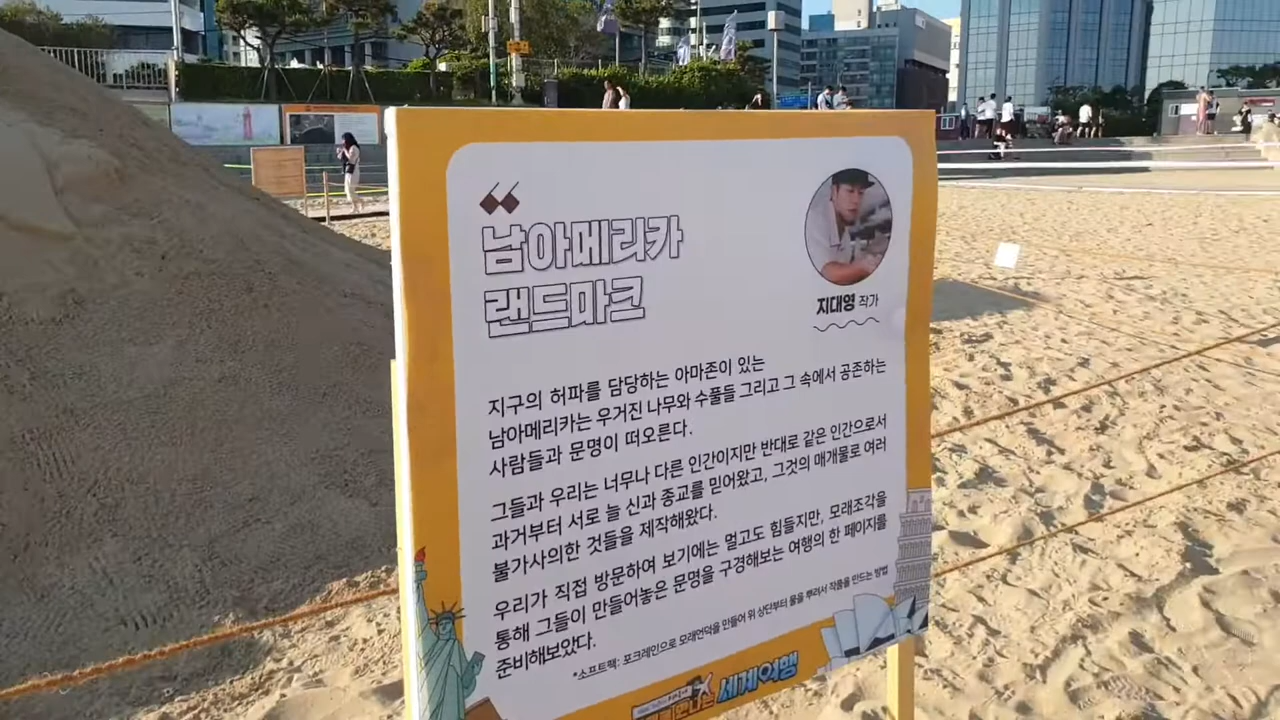 남아메리카
랜드마크
지대영 작가
지구의 허파를 담당하는 아마존이 있는
남아메리카는 우거진 나무와 수풀들 그리고 그 속에서 공존하는
사람들과 문명이 떠오른다.
그들과 우리는 너무나 다른 인간이지만 반대로 같은 인간으로서
과거부터 서로 늘 신과 종교를 믿어왔고, 그것의 매개물로 여러
불가사의한 것들을 제작해왔다.
우리가 직접 방문하여 보기에는 멀고도 힘들지만, 모래조각을
통해 그들이 만들어놓은 문명을 구경해보는 여행의 한 페이지를
준비해보았다.
*소프트팩: 포크레인으로 모래언덕을 만들어 위 상단부터 물을 뿌려서 작품을 만드는 방법
세계여행